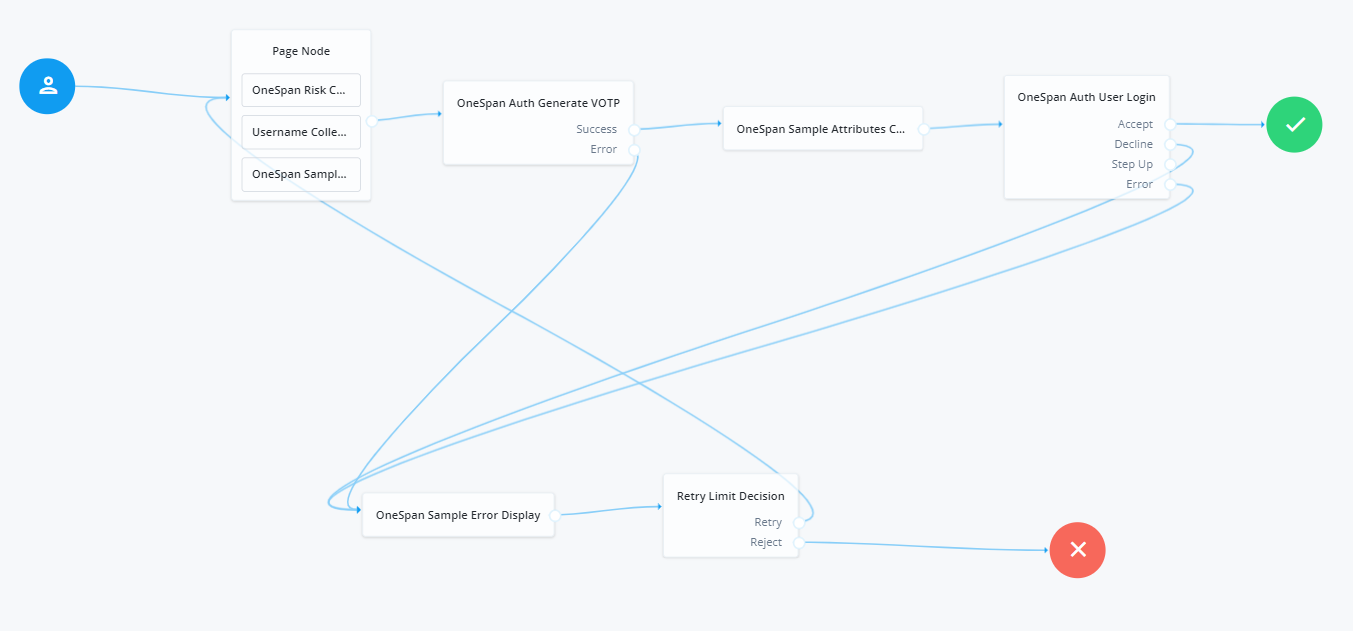 Page Node
OneSpan Risk C...
Username Colle...
OneSpan Sampl...
OneSpan Auth Generate VOTP
Success
Error
OneSpan Sample Attributes C...
OneSpan Auth User Login
Accept
Decline
Step Up
Error
OneSpan Sample Error Display
Retry Limit Decision
Retry
Reject